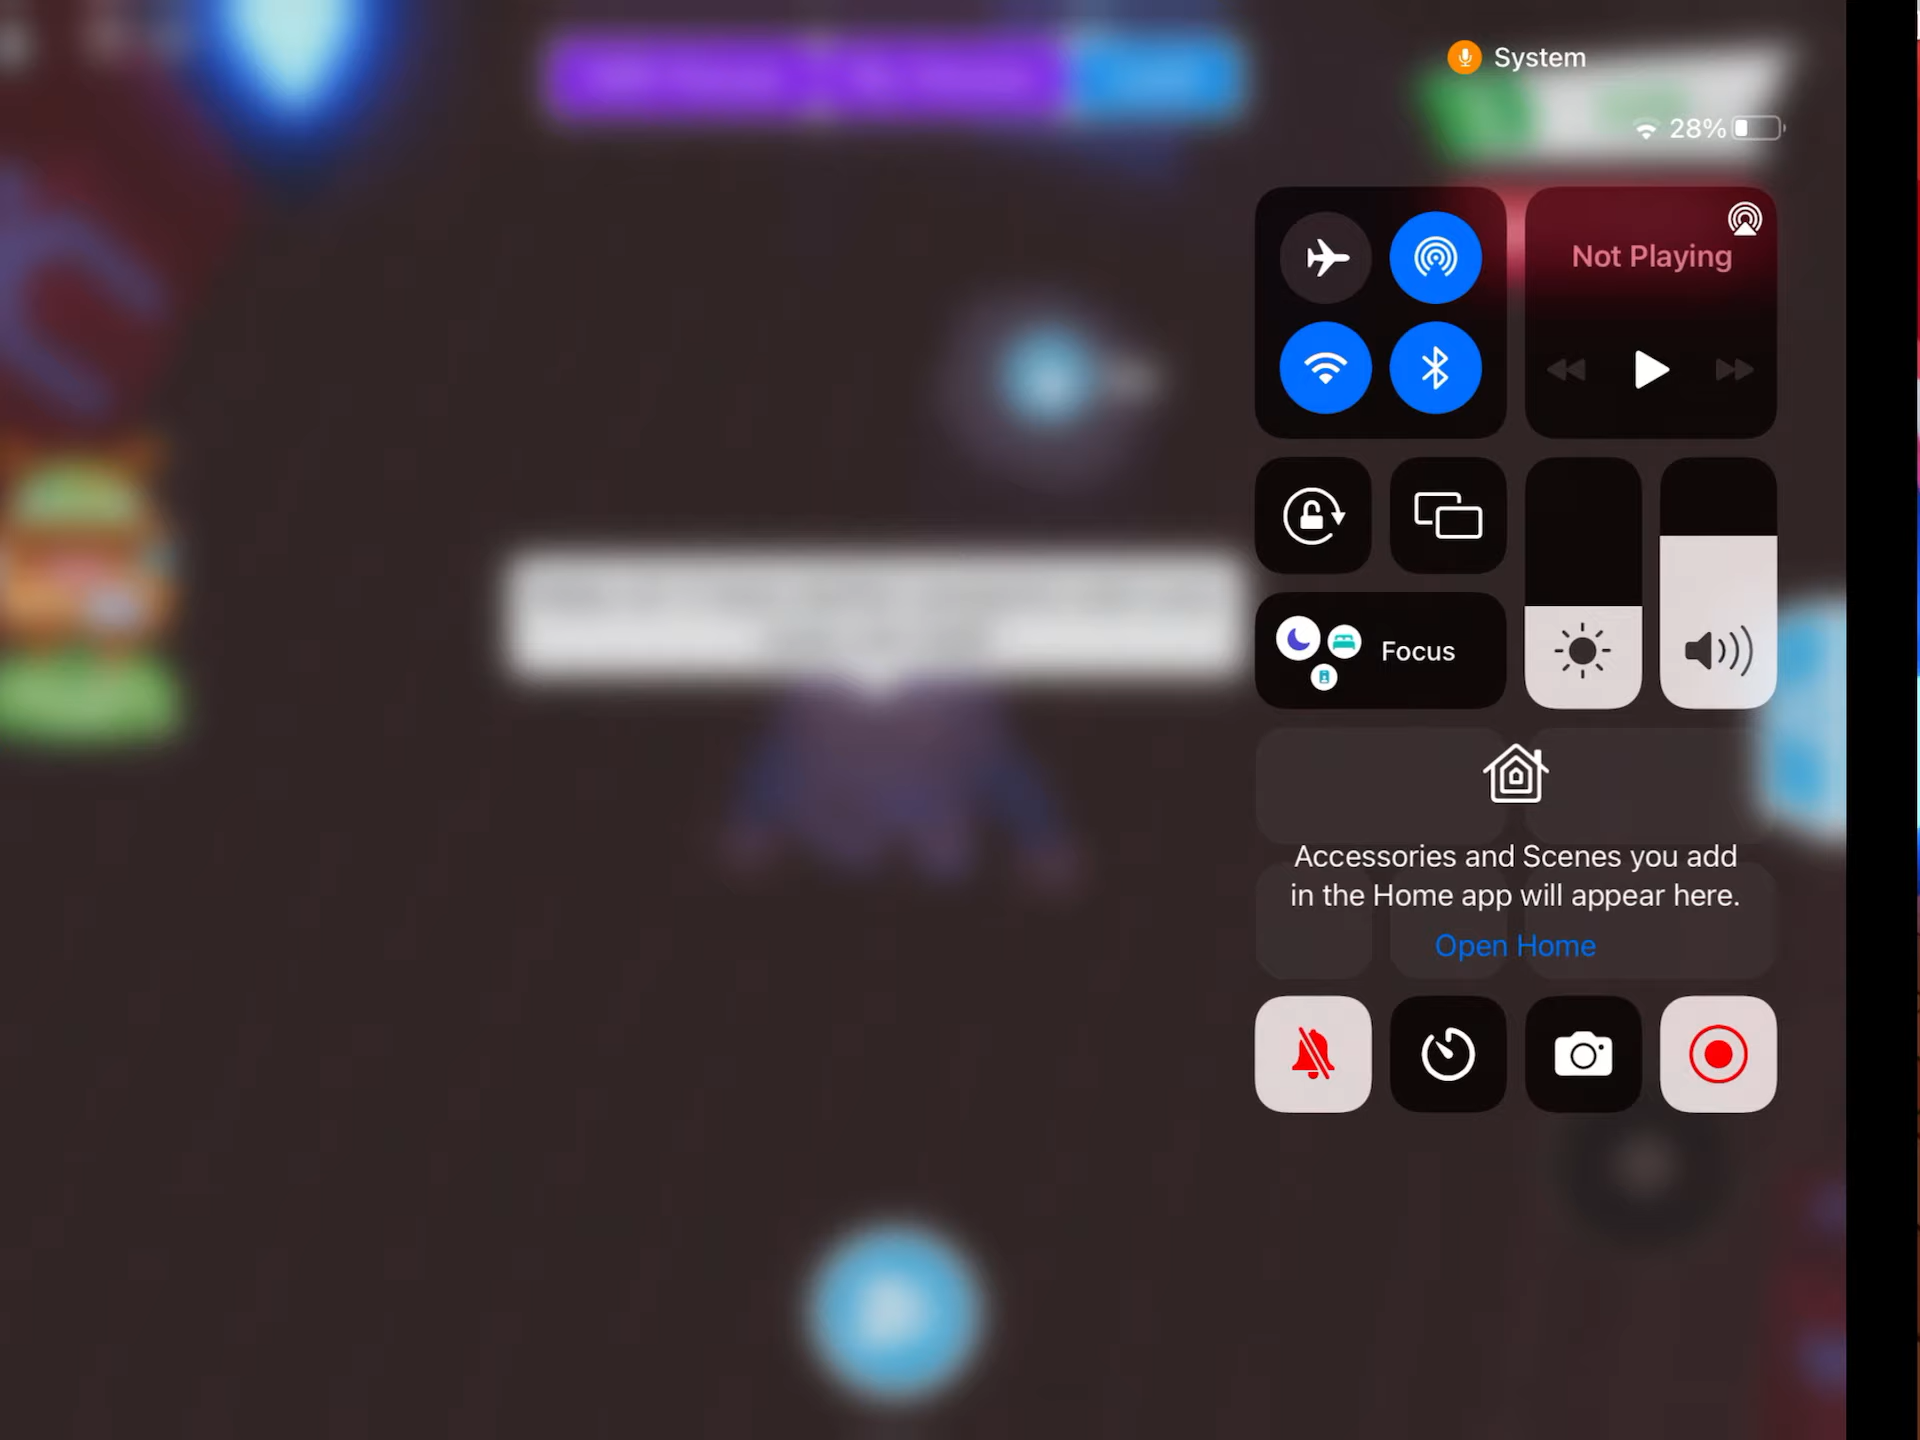 System
28%
Not Playing
Focus
Accessories and Scenes you add
in the Home app will appear here.
Open Home